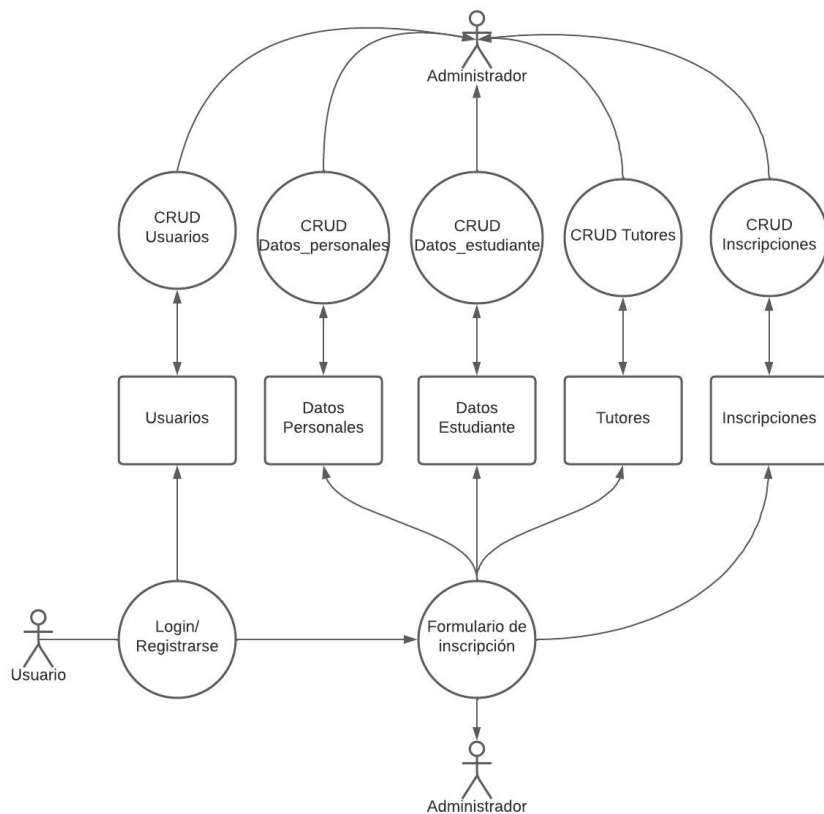 Administrador
CRUD
Usuarios
CRUD
Datos_personales
CRUD
Datos_estudiante
CRUD Tutores
CRUD
Inscripciones
Usuarios
Datos
Personales
Datos
Estudiante
Tutores
Inscripciones
Usuario
Login/
Registrarse
Formulario de
inscripción
Administrador